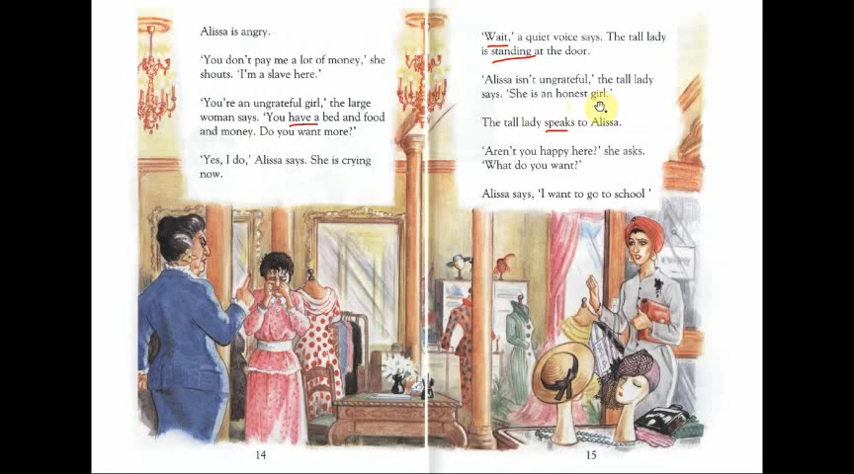 Alissa is angry.
‘You don't pay me a lot of money,’ she
shouts. ‘I'm a slave here.’
‘You're an ungrateful girl,’ the large
woman says. ‘You have a bed and food
and money. Do you want more?’
‘Yes, I do,’ Alissa says. She is crying
now.
14
‘Wait,’ a quiet voice says. The tall lady
is standing at the door.
‘Alissa isn't ungrateful,’ the tall lady
says. ‘She is an honest girl.’
The tall lady speaks to Alissa.
‘Aren't you happy here?’ she asks.
‘What do you want?’
Alissa says, ‘I want to go to school ’
15